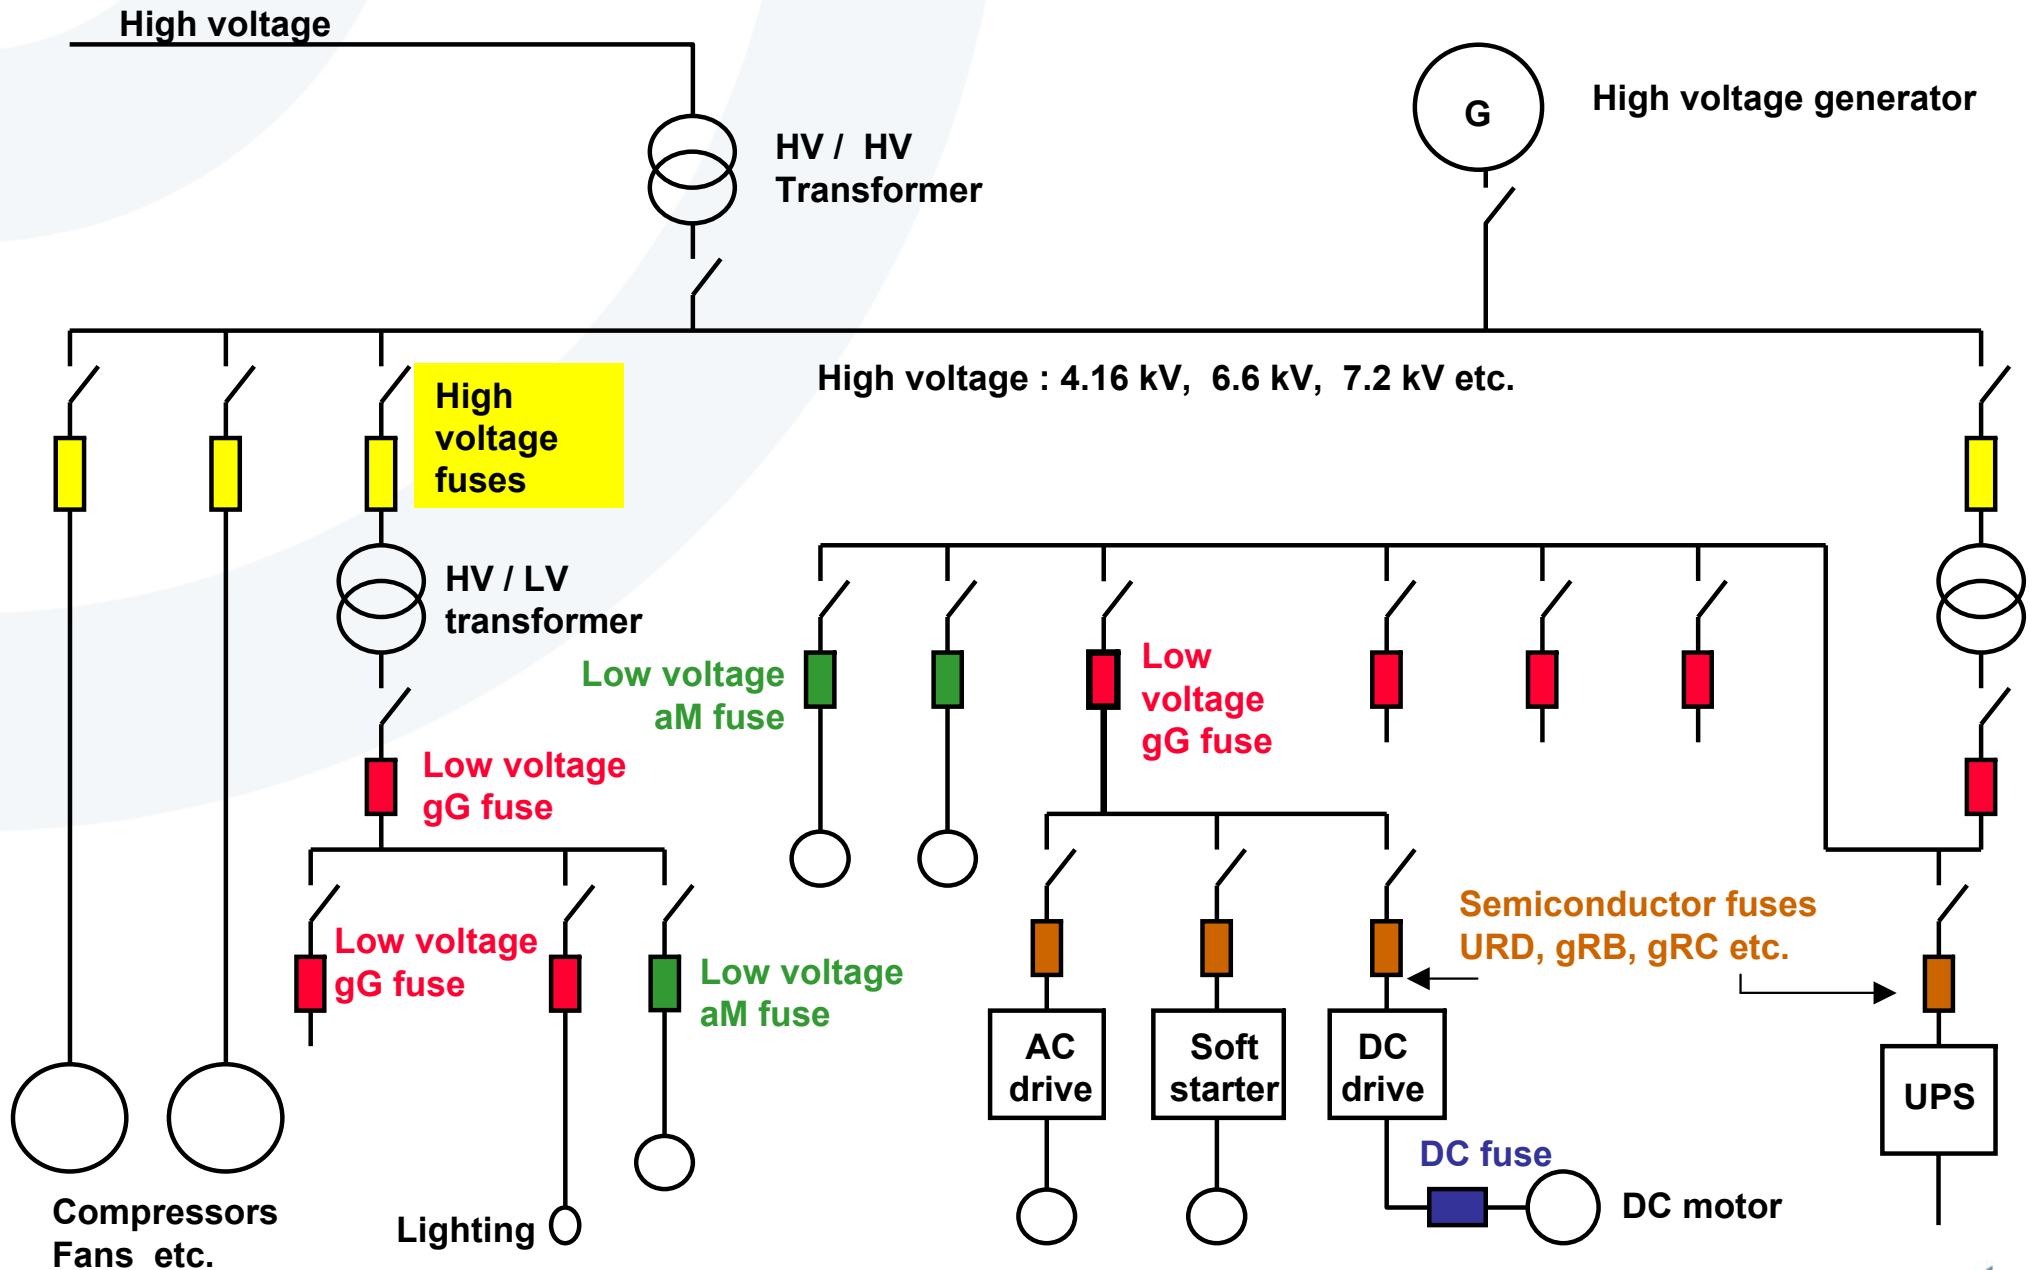 High voltage
G
High voltage generator
HV / HV
Transformer
High voltage : 4.16 kV, 6.6 kV, 7.2 kV etc.
High
voltage
fuses
HV / LV
transformer
Low voltage
aM fuse
Low
voltage
gG fuse
Low voltage
gG fuse
Low voltage
gG fuse
Low voltage
aM fuse
Semiconductor fuses
URD, gRB, gRC etc.
AC
drive
Soft
starter
DC
drive
UPS
DC fuse
DC motor
Compressors
Fans etc.
Lighting